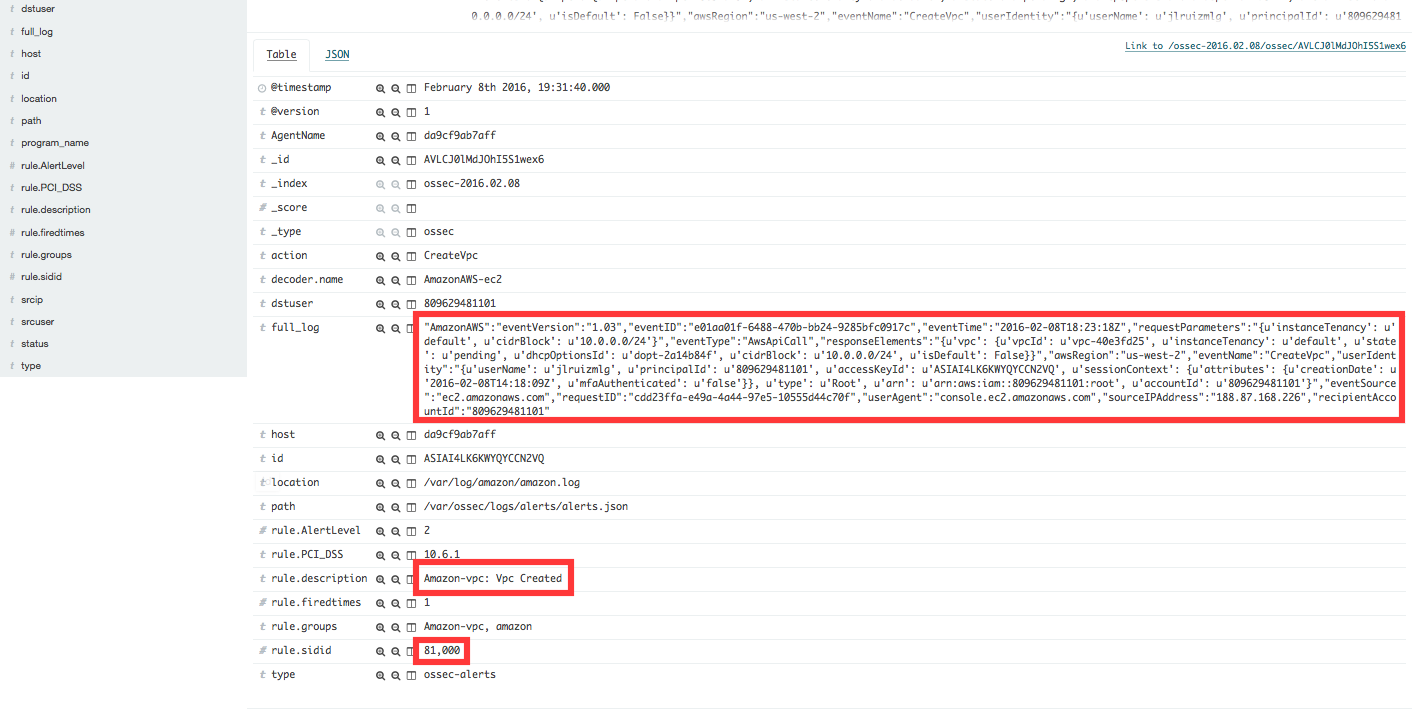 dstuser
full_log
host
id
location
path
program_name
rule.AlertLevel
rule.PCI_DSS
rule.description
rule.firedtimes
rule.groups
rule.sidid
srcip
srcuser
status
type
0.0.0.0/24', u'isDefault': False}}","awsRegion":"us-west-2","eventName":"CreateVpc","userIdentity":"{u'userName': u'jlruizmlg', u'principalId': u'809629481
Table JSON
Link to /ossec-2016.02.08/ossec/AVLCJ0lMdJOhI5S1wex6
@timestamp February 8th 2016, 19:31:40.000
t @version 1
t AgentName da9cf9ab7aff
t _id AVLCJ0lMdJOhI5S1wex6
t _index ossec-2016.02.08
# _score
t _type ossec
t action CreateVpc
t decoder.name AmazonAWS-ec2
t dstuser 809629481101
t full_log "AmazonAWS":"eventVersion":"1.03","eventID":"e01aa01f-6488-470b-bb24-9285bfc0917c","eventTime":"2016-02-08T18:23:18Z","requestParameters":"{u'instanceTenancy': u'
default', u'cidrBlock': u'10.0.0.0/24'}","eventType":"AwsApiCall","responseElements":"{u'vpc': {u'vpcId': u'vpc-40e3fd25', u'instanceTenancy': u'default', u'state
': u'pending', u'dhcpOptionsId': u'dopt-2a14b84f', u'cidrBlock': u'10.0.0.0/24', u'isDefault': False}}","awsRegion":"us-west-2","eventName":"CreateVpc","userIdent
ity":"{u'userName': u'jlruizmlg', u'principalId': u'809629481101', u'accessKeyId': u'ASIAI4LK6KWYQYCCN2VQ', u'sessionContext': {u'attributes': {u'creationDate': u
'2016-02-08T14:18:09Z', u'mfaAuthenticated': u'false'}}, u'type': u'Root', u'arn': u'arn:aws:iam::809629481101:root', u'accountId': u'809629481101'}","eventSource
":"ec2.amazonaws.com","requestID":"cdd23ffa-e49a-4a44-97e5-10555d44c70f","userAgent":"console.ec2.amazonaws.com","sourceIPAddress":"188.87.168.226","recipientAcco
untId":"809629481101"
t host da9cf9ab7aff
t id ASIAI4LK6KWYQYCCN2VQ
t location /var/log/amazon/amazon.log
t path /var/ossec/logs/alerts/alerts.json
# rule.AlertLevel 2
t rule.PCI_DSS 10.6.1
t rule.description Amazon-vpc: Vpc Created
# rule.firedtimes 1
t rule.groups Amazon-vpc, amazon
# rule.sidid 81,000
t type ossec-alerts